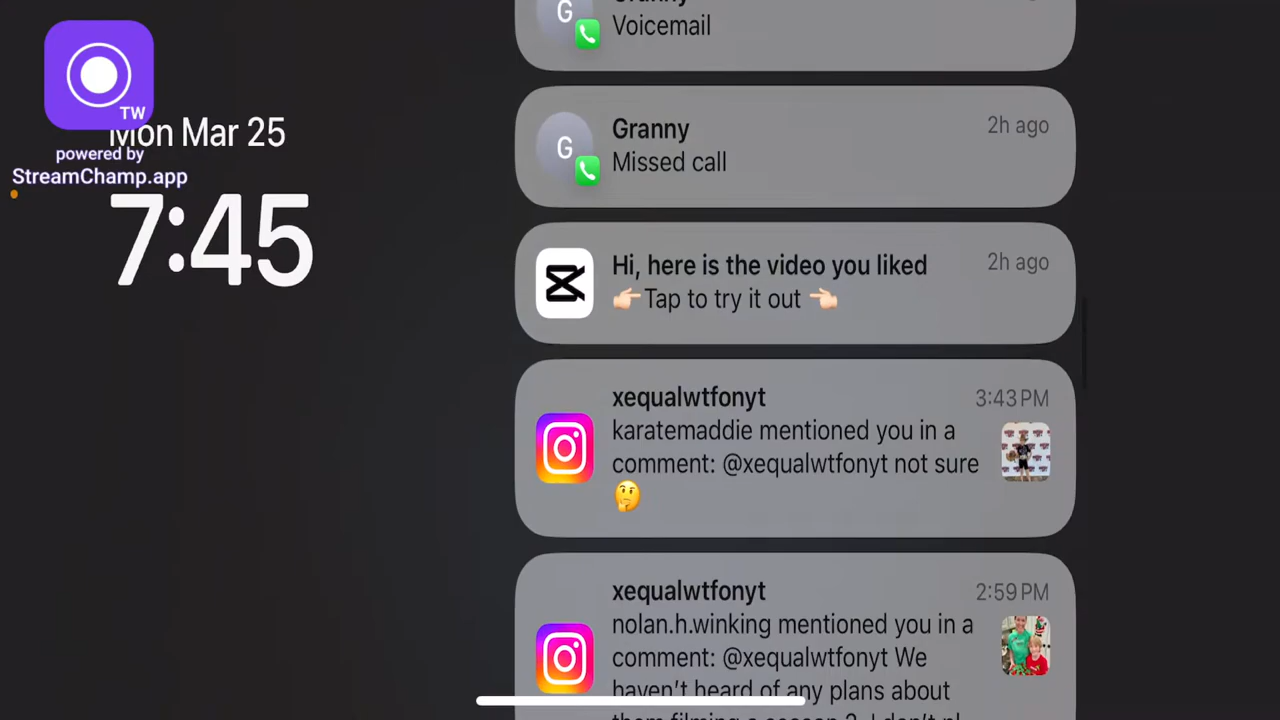 TW
Mon Mar 25
powered by
StreamChamp.app
7:45
G
Voicemail
G
Granny
2h ago
Missed call
Hi, here is the video you liked
2h ago
👉🏻Tap to try it out 👈🏻
xequalwtfonyt
3:43 PM
karatemaddie mentioned you in a
comment: @xequalwtfonyt not sure
🤔
xequalwtfonyt
2:59 PM
nolan.h.winking mentioned you in a
comment: @xequalwtfonyt We
haven't heard of any plans about